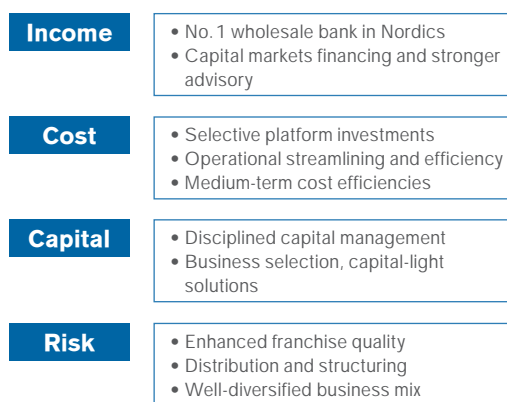 Income
• No. 1 wholesale bank in Nordics
• Capital markets financing and stronger
advisory
Cost
• Selective platform investments
• Operational streamlining and efficiency
• Medium-term cost efficiencies
Capital
• Disciplined capital management
• Business selection, capital-light
solutions
Risk
• Enhanced franchise quality
• Distribution and structuring
• Well-diversified business mix